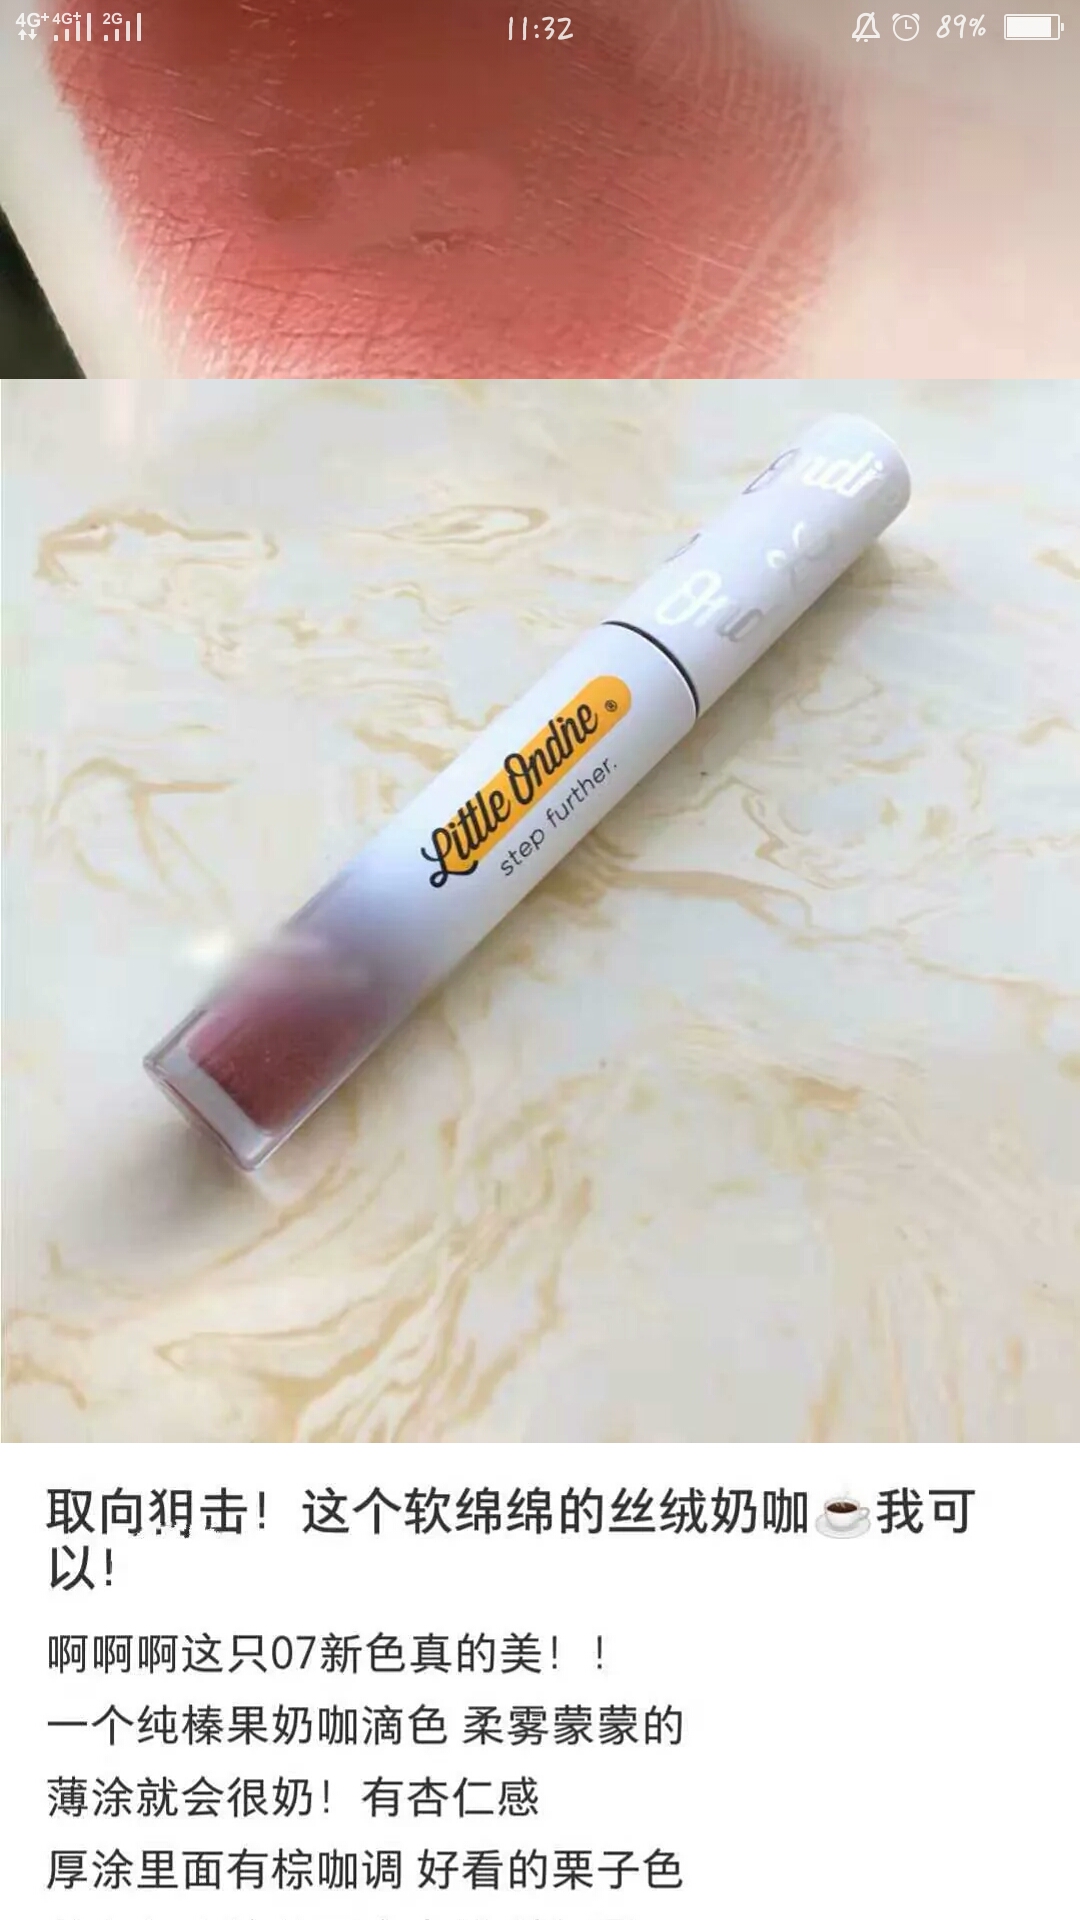 4G+ 4G+ 2G 11:32 89%
Ondi
Ond
Little Ondine ®
step further.
取向狙击！这个软绵绵的丝绒奶咖☕我可
以！
啊啊啊这只07新色真的美！！
一个纯榛果奶咖滴色 柔雾蒙蒙的
薄涂就会很奶！有杏仁感
厚涂里面有棕咖调 好看的栗子色